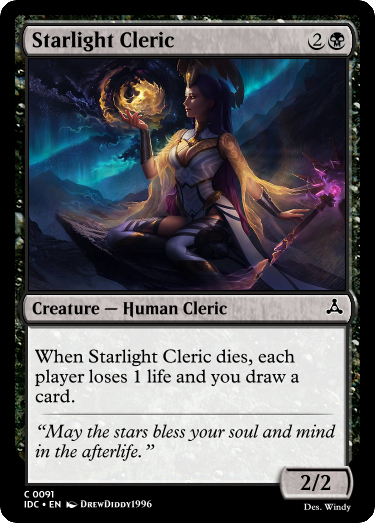 Starlight Cleric 2
Creature — Human Cleric
When Starlight Cleric dies, each
player loses 1 life and you draw a
card.
“May the stars bless your soul and mind
in the afterlife.”
2/2
C 0091
IDC • EN DrewDiddy1996
Des. Windy